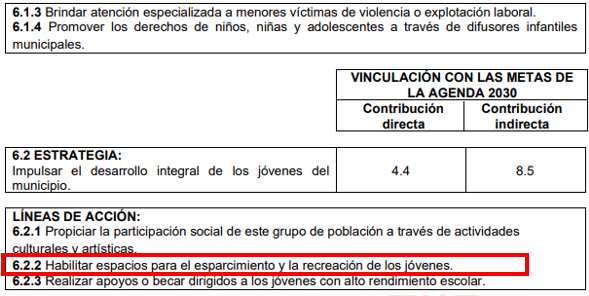 6.1.3 Brindar atención especializada a menores víctimas de violencia o explotación laboral.
6.1.4 Promover los derechos de niños, niñas y adolescentes a través de difusores infantiles
municipales.
VINCULACIÓN CON LAS METAS DE
LA AGENDA 2030
Contribución directa
Contribución indirecta
6.2 ESTRATEGIA:
Impulsar el desarrollo integral de los jóvenes del
municipio.
4.4
8.5
LÍNEAS DE ACCIÓN:
6.2.1 Propiciar la participación social de este grupo de población a través de actividades
culturales y artísticas.
6.2.2 Habilitar espacios para el esparcimiento y la recreación de los jóvenes.
6.2.3 Realizar apoyos o becar dirigidos a los jóvenes con alto rendimiento escolar.